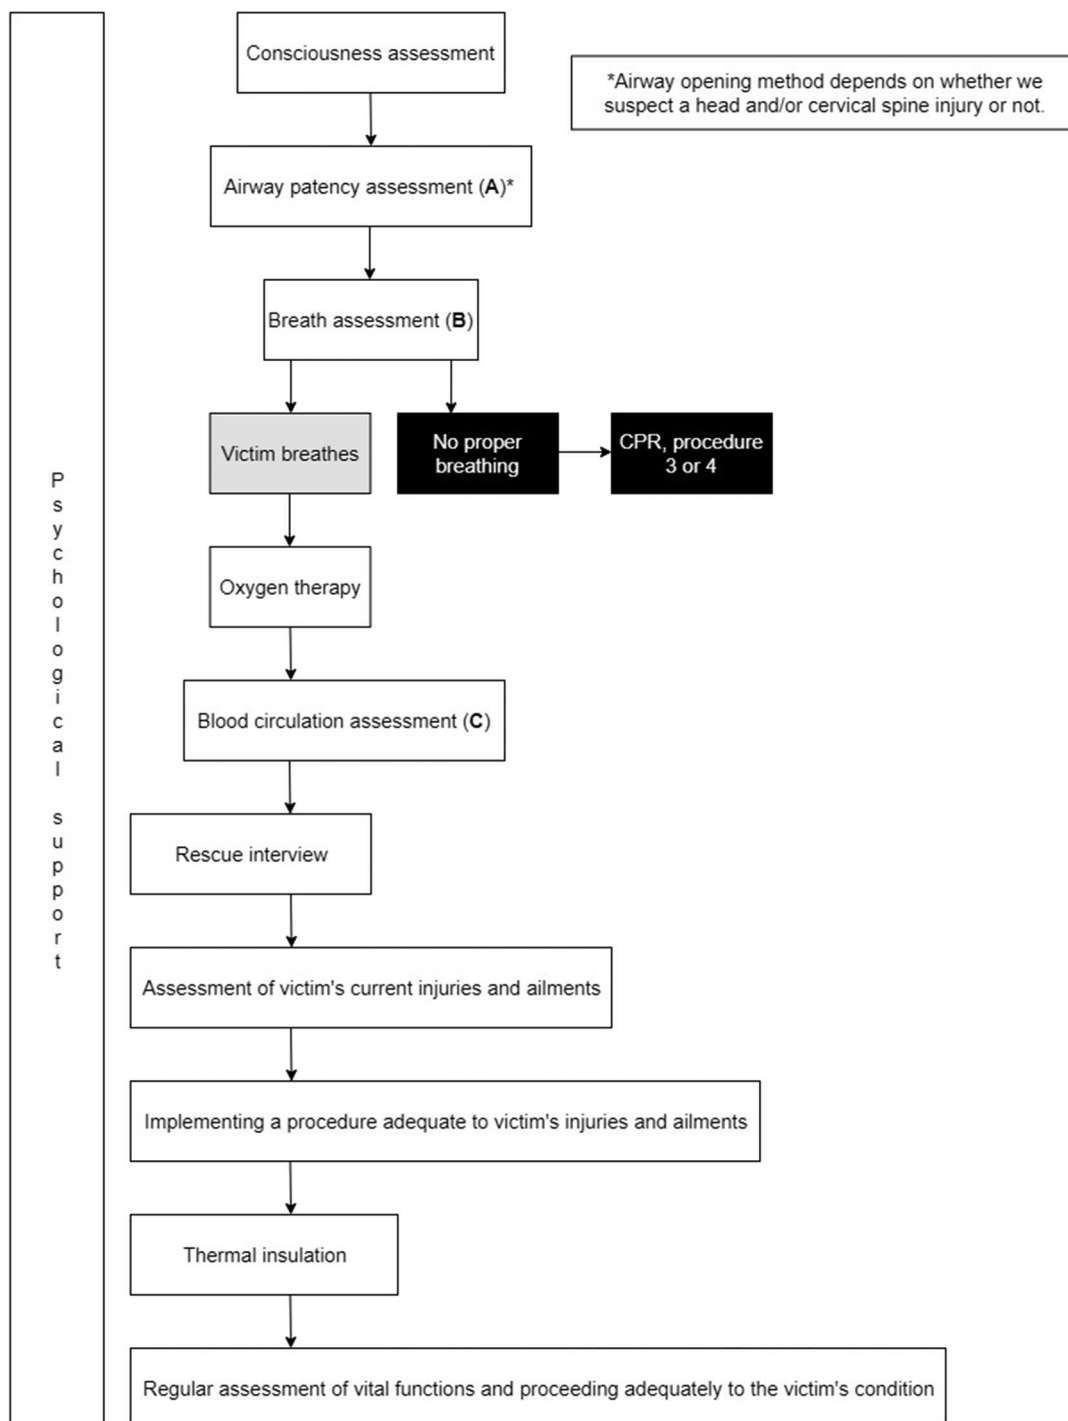 Consciousness assessment
*Airway opening method depends on whether we
suspect a head and/or cervical spine injury or not.
Airway patency assessment (A)*
Breath assessment (B)
Victim breathes
No proper
breathing
CPR, procedure
3 or 4
Oxygen therapy
Blood circulation assessment (C)
Rescue interview
Assessment of victim's current injuries and ailments
Implementing a procedure adequate to victim's injuries and ailments
Thermal insulation
Regular assessment of vital functions and proceeding adequately to the victim's condition
Psychological support